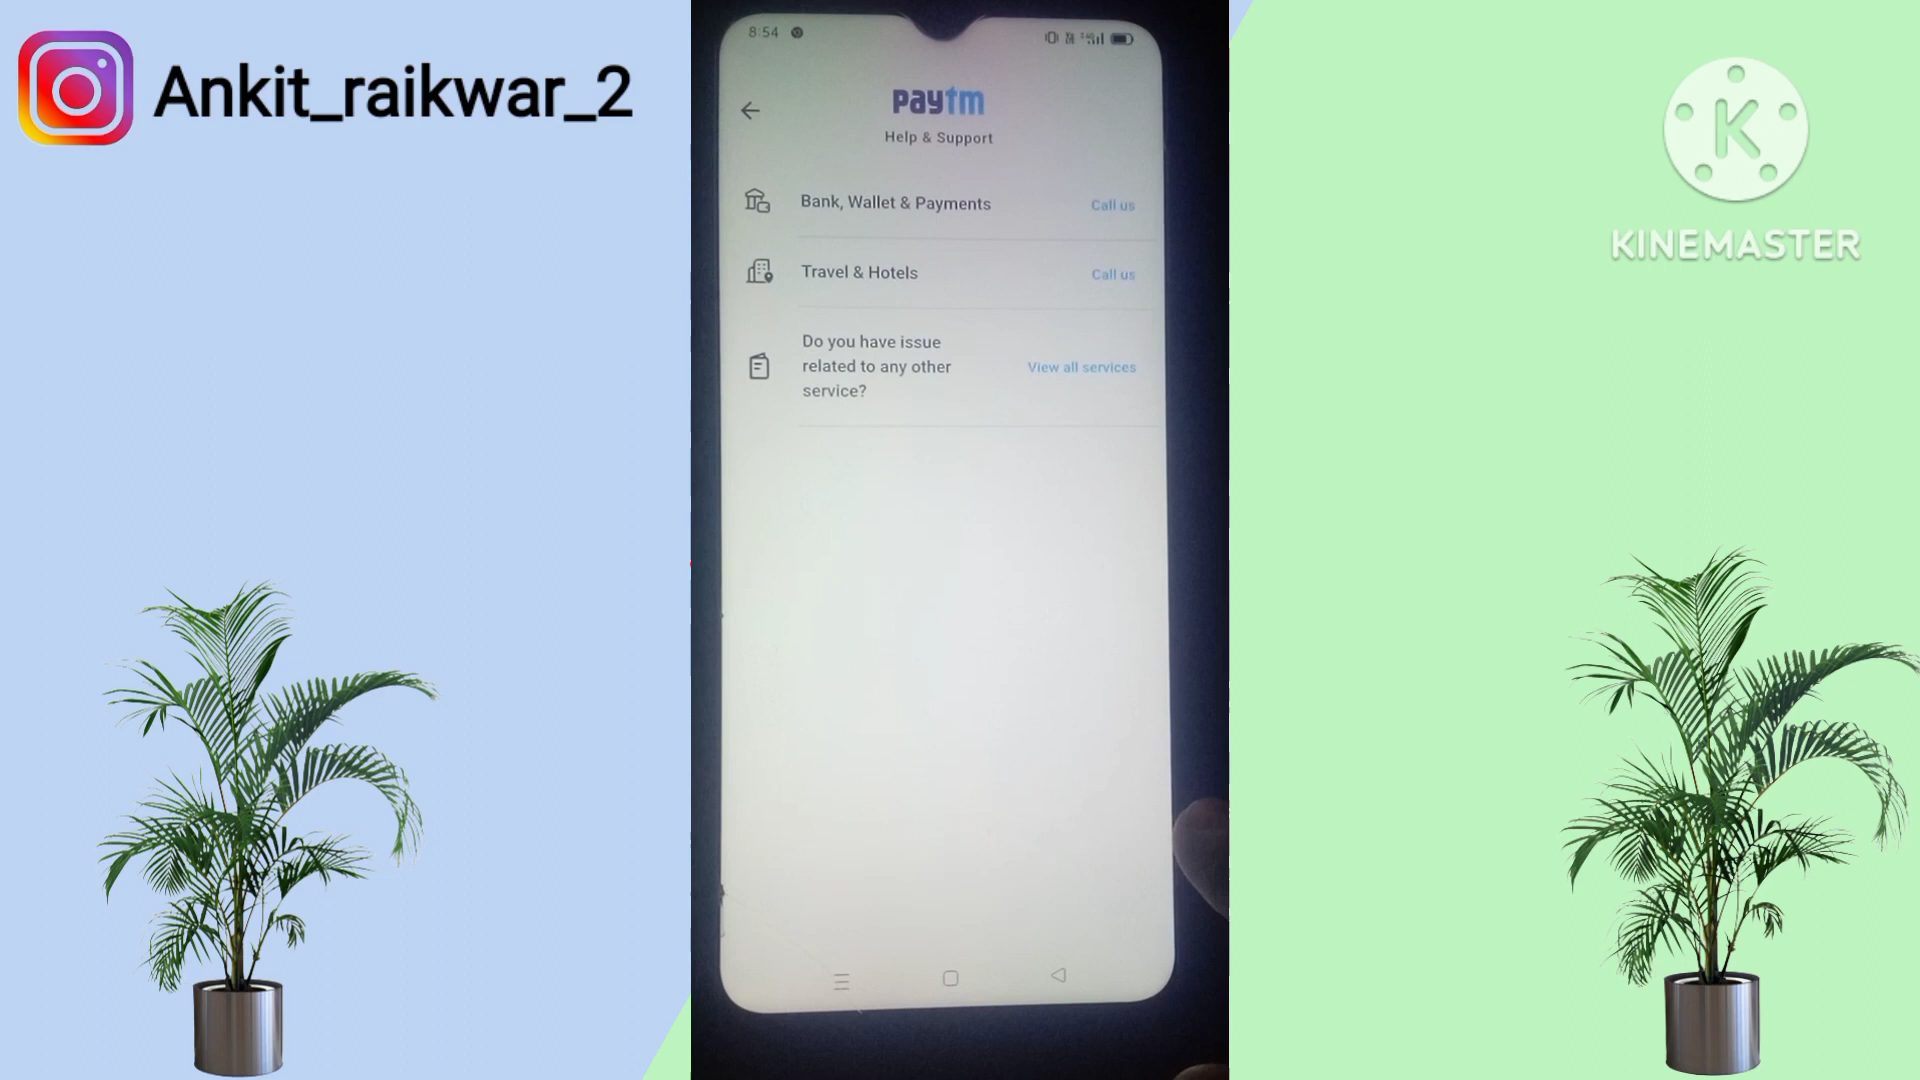 Ankit_raikwar_2
KINEMASTER
8:54
paytm
Help & Support
Bank, Wallet & Payments
Call us
Travel & Hotels
Call us
Do you have issue
related to any other
service?
View all services